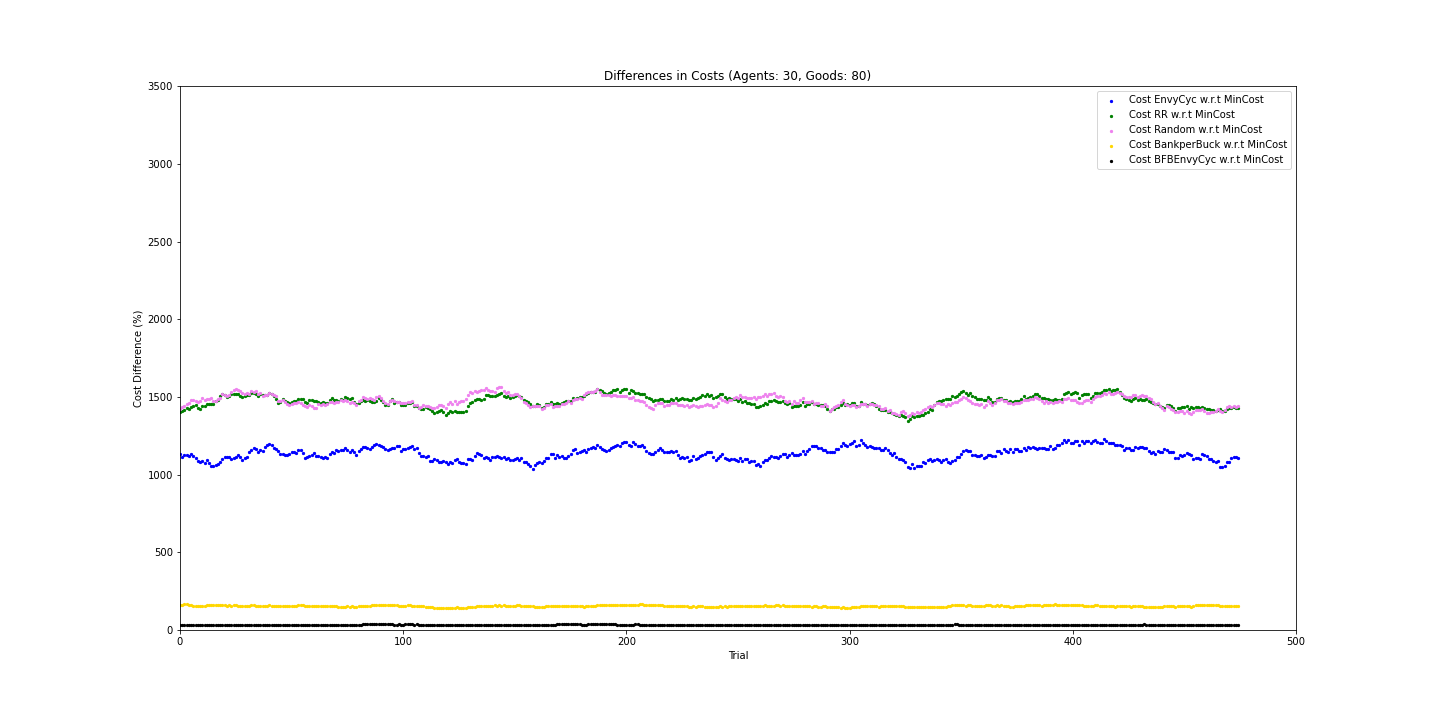 Differences in Costs (Agents: 30, Goods: 80)
3500
3000
2500
2000
1500
1000
500
0
Cost Difference (%)
Cost EnvyCyc w.r.t MinCost
Cost RR w.r.t MinCost
Cost Random w.r.t MinCost
Cost BankperBuck w.r.t MinCost
Cost BFBEnvyCyc w.r.t MinCost
0
100
200
300
400
500
Trial